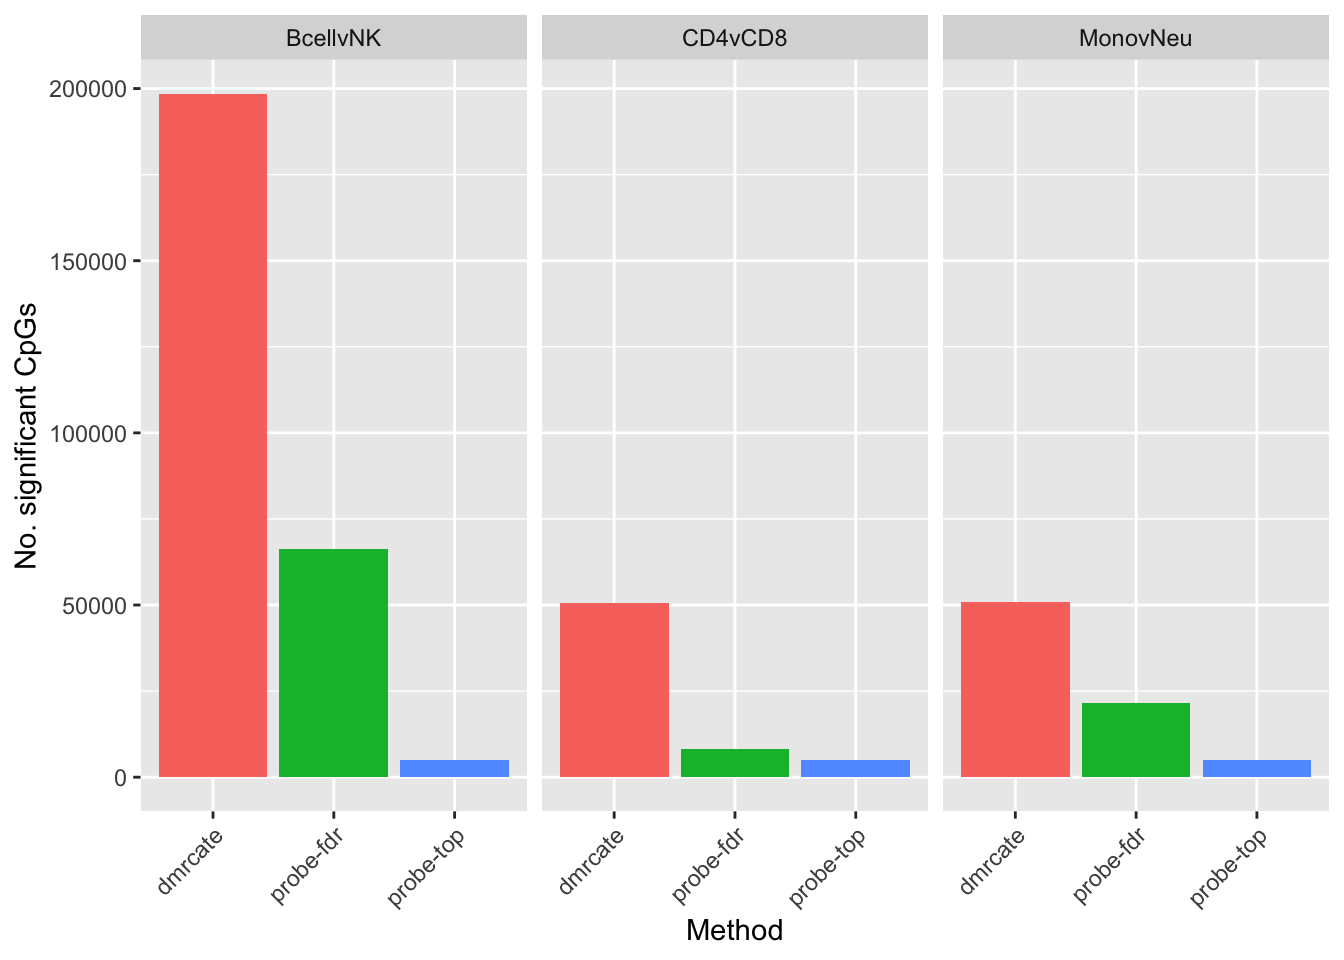 BcellvNK
CD4vCD8
MonovNeu
No. significant CpGs
200000
150000
100000
50000
0
dmrcate
probe-fdr
probe-top
dmrcate
probe-fdr
probe-top
dmrcate
probe-fdr
probe-top
Method